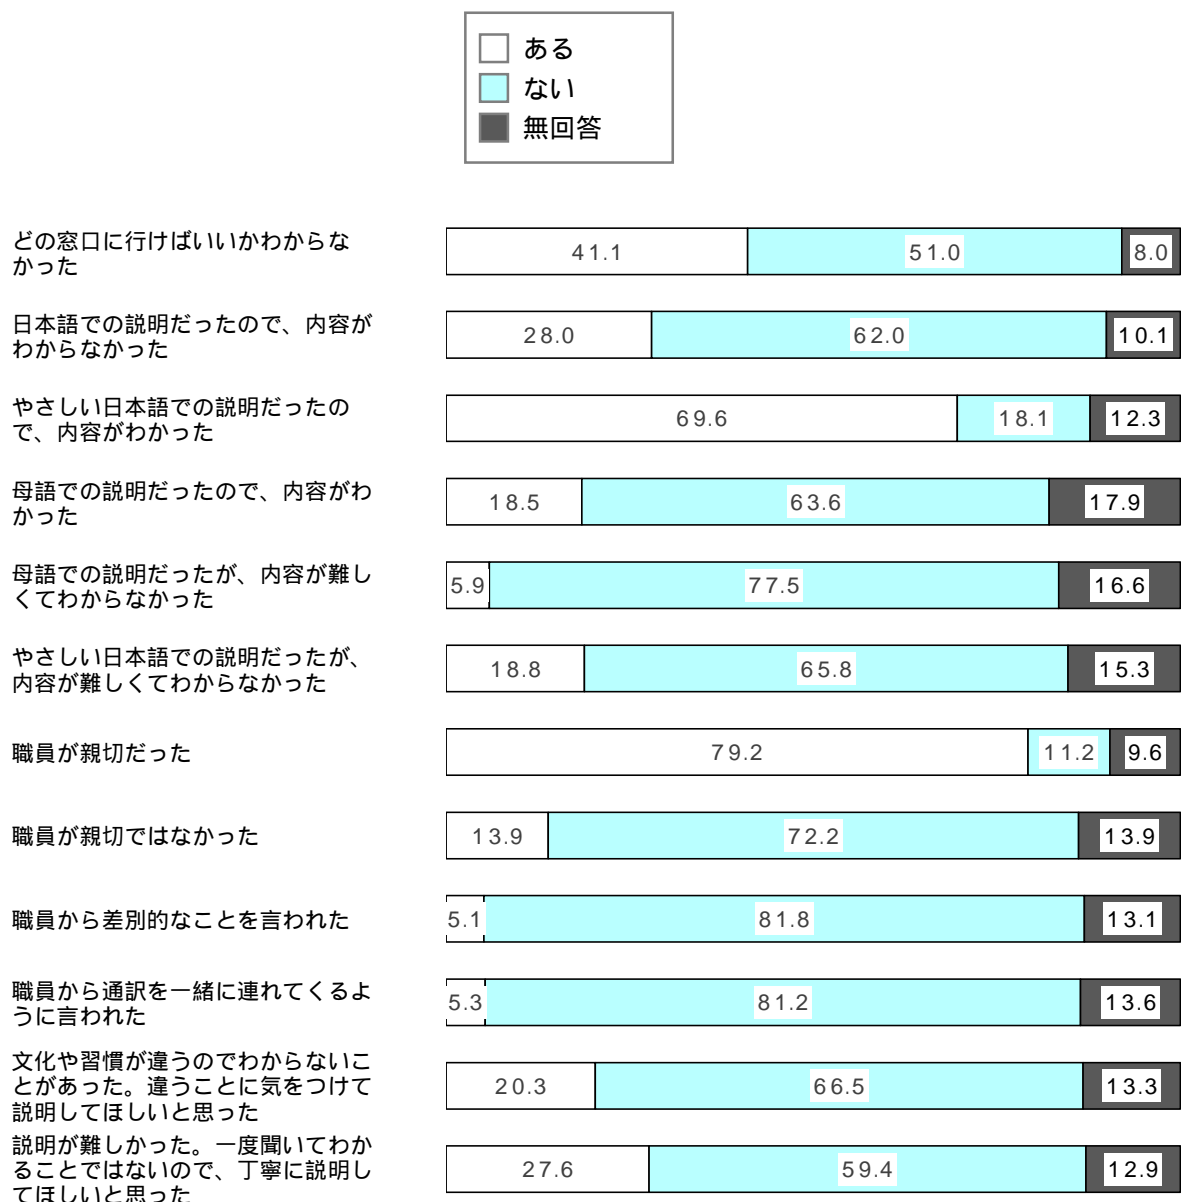 ある
ない
無回答
どの窓口に行けばいいかわからな
かった
41.1 51.0 8.0
日本語での説明だったので、内容が
わからなかった
28.0 62.0 10.1
やさしい日本語での説明だったの
で、内容がわかった
69.6 18.1 12.3
母語での説明だったので、内容がわ
かった
18.5 63.6 17.9
母語での説明だったが、内容が難し
くてわからなかった
5.9 77.5 16.6
やさしい日本語での説明だったが、
内容が難しくてわからなかった
18.8 65.8 15.3
職員が親切だった
79.2 11.2 9.6
職員が親切ではなかった
13.9 72.2 13.9
職員から差別的なことを言われた
5.1 81.8 13.1
職員から通訳を一緒に連れてくるよ
うに言われた
5.3 81.2 13.6
文化や習慣が違うのでわからないこ
とがあった。違うことに気をつけて
説明してほしいと思った
20.3 66.5 13.3
説明が難しかった。一度聞いてわか
ることではないので、丁寧に説明し
てほしいと思った
27.6 59.4 12.9